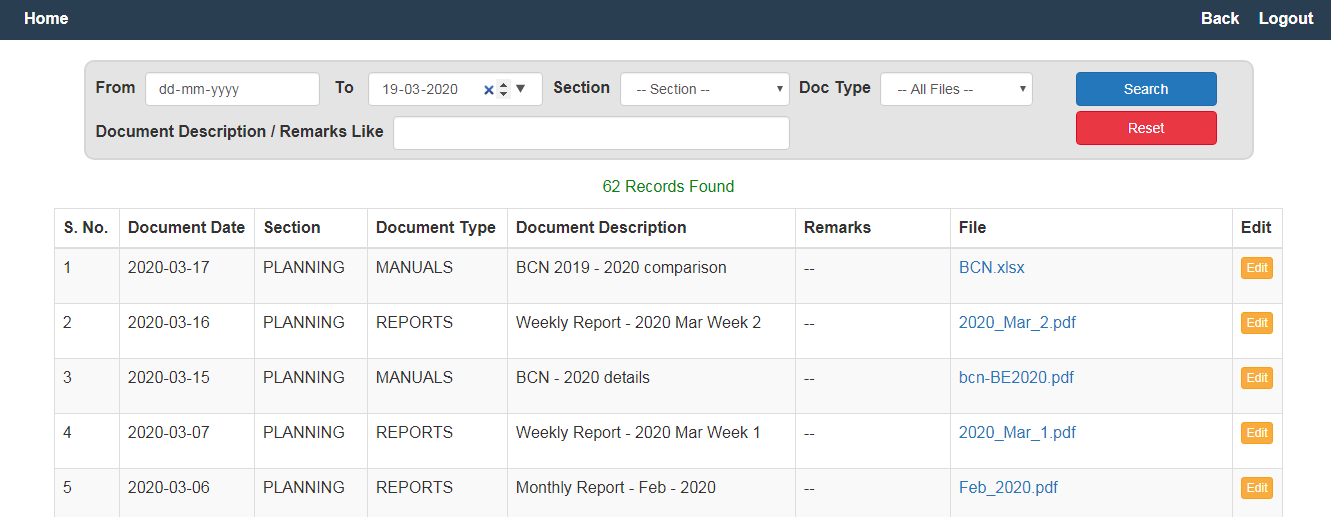 Home Back Logout
From dd-mm-yyyy To 19-03-2020 Section -- Section -- Doc Type -- All Files -- Search
Document Description / Remarks Like Reset
62 Records Found
S. No. Document Date Section Document Type Document Description Remarks File Edit
1 2020-03-17 PLANNING MANUALS BCN 2019 - 2020 comparison -- BCN.xlsx Edit
2 2020-03-16 PLANNING REPORTS Weekly Report - 2020 Mar Week 2 -- 2020_Mar_2.pdf Edit
3 2020-03-15 PLANNING MANUALS BCN - 2020 details -- bcn-BE2020.pdf Edit
4 2020-03-07 PLANNING REPORTS Weekly Report - 2020 Mar Week 1 -- 2020_Mar_1.pdf Edit
5 2020-03-06 PLANNING REPORTS Monthly Report - Feb - 2020 -- Feb_2020.pdf Edit